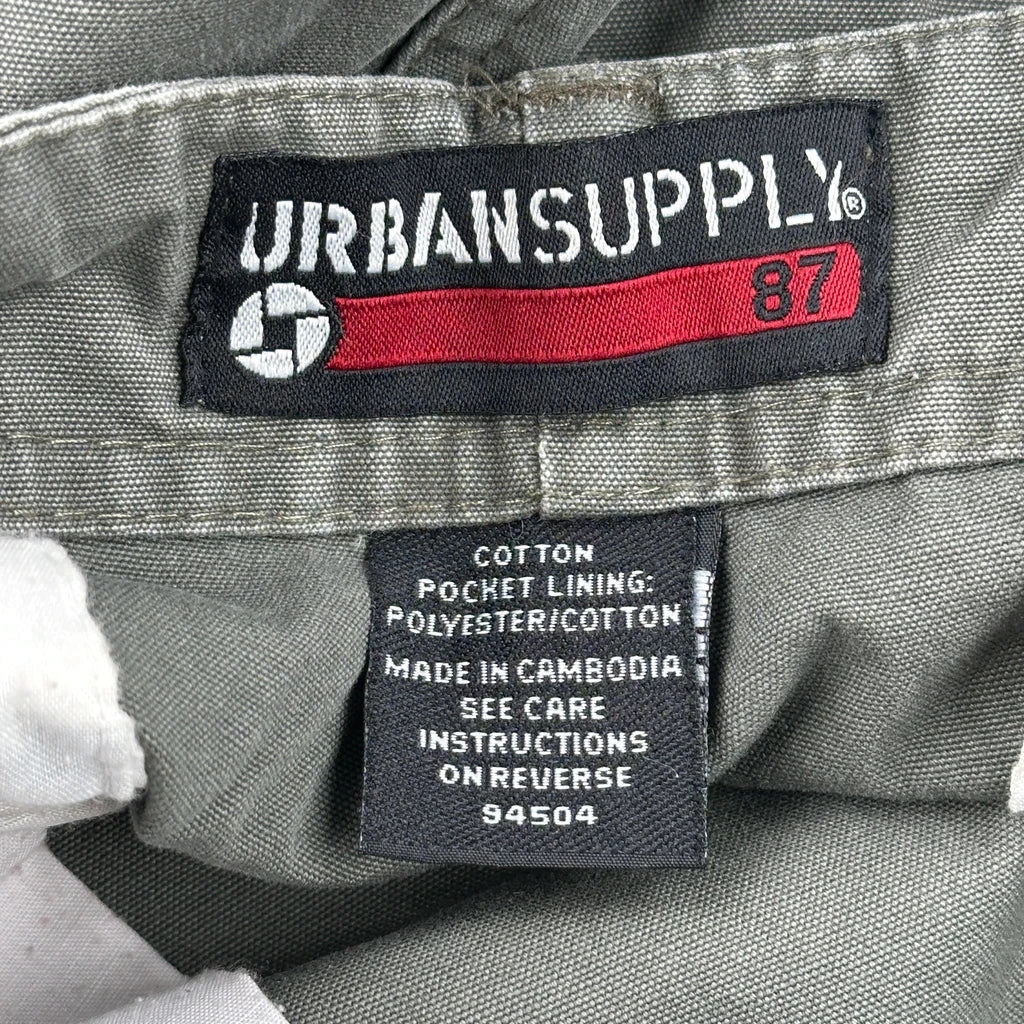 URBANSUPPLY®
87
COTTON
POCKET LINING:
POLYESTER/COTTON
MADE IN CAMBODIA
SEE CARE
INSTRUCTIONS
ON REVERSE
94504